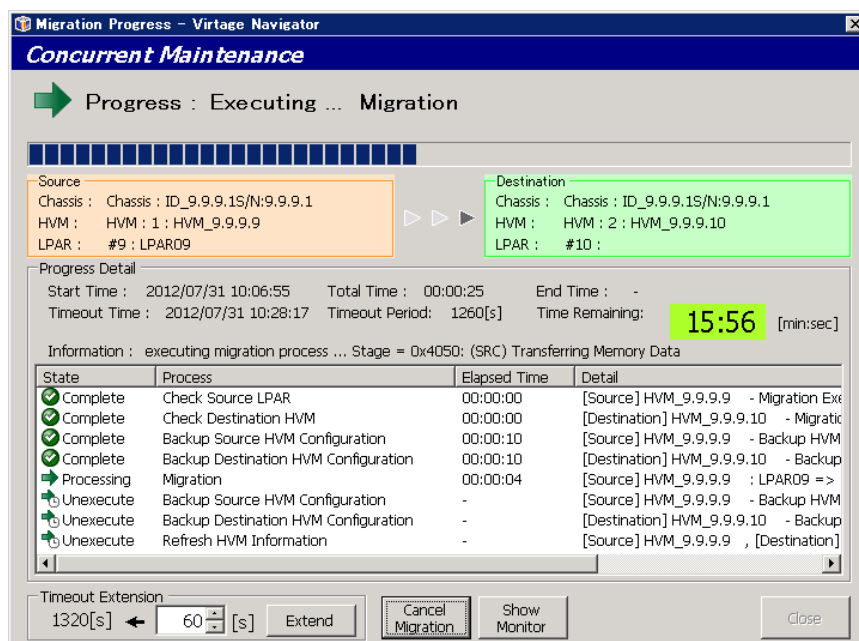 Migration Progress - Virtage Navigator
Concurrent Maintenance
Progress : Executing ... Migration
Source
Chassis : Chassis : ID_9.9.9.1S/N:9.9.9.1
HVM : HVM : 1 : HVM_9.9.9.9
LPAR : #9 : LPAR09
Destination
Chassis : Chassis : ID_9.9.9.1S/N:9.9.9.1
HVM : HVM : 2 : HVM_9.9.9.10
LPAR : #10 :
Progress Detail
Start Time : 2012/07/31 10:06:55 Total Time : 00:00:25 End Time : -
Timeout Time : 2012/07/31 10:28:17 Timeout Period: 1260[s] Time Remaining: 15:56 [min:sec]
Information : executing migration process ... Stage = 0x4050: (SRC) Transferring Memory Data
State Process Elapsed Time Detail
Complete Check Source LPAR 00:00:00 [Source] HVM_9.9.9.9 - Migration Exe
Complete Check Destination HVM 00:00:00 [Destination] HVM_9.9.9.10 - Migratic
Complete Backup Source HVM Configuration 00:00:10 [Source] HVM_9.9.9.9 - Backup HVM
Complete Backup Destination HVM Configuration 00:00:10 [Destination] HVM_9.9.9.10 - Backup
Processing Migration 00:00:04 [Source] HVM_9.9.9.9 : LPAR09 =>
Unexecute Backup Source HVM Configuration - [Source] HVM_9.9.9.9 - Backup HVM
Unexecute Backup Destination HVM Configuration - [Destination] HVM_9.9.9.10 - Backup
Unexecute Refresh HVM Information - [Source] HVM_9.9.9.9 , [Destination]
Timeout Extension
1320[s] 60 [s] Extend
Cancel
Migration
Show
Monitor
Close